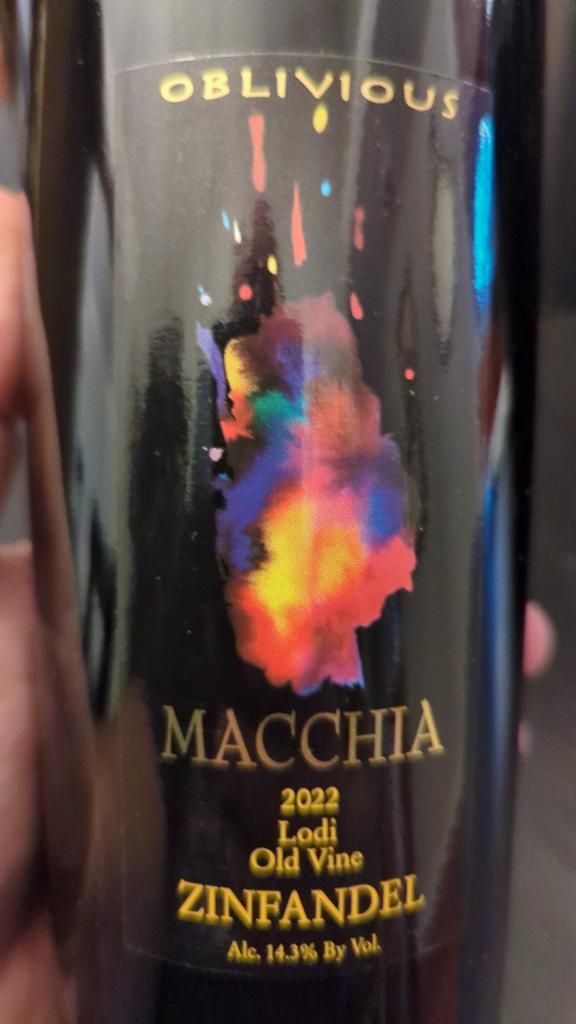 OBLIVIOUS
MACCHIA
2022
Lodi
Old Vine
ZINFANDEL
Alc. 14.3% By Vol.